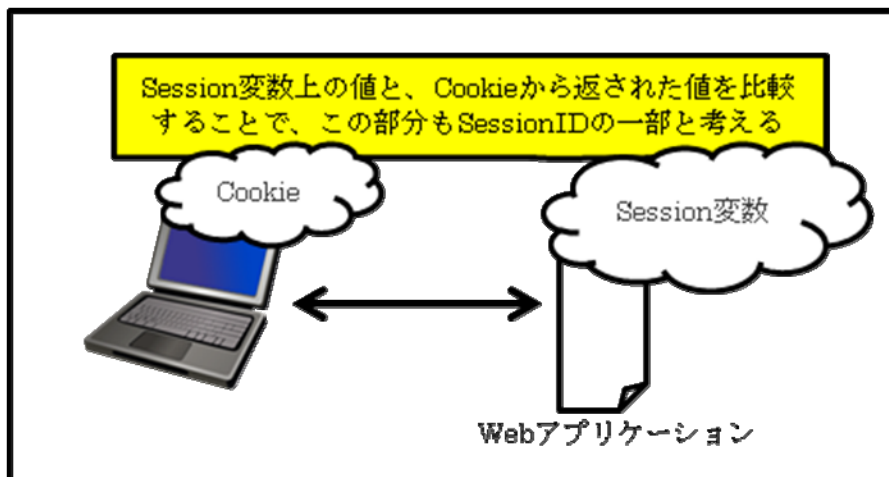 Session変数上の値と、Cookieから返された値を比較
することで、この部分もSessionIDの一部と考える
Cookie
Session変数
Webアプリケーション